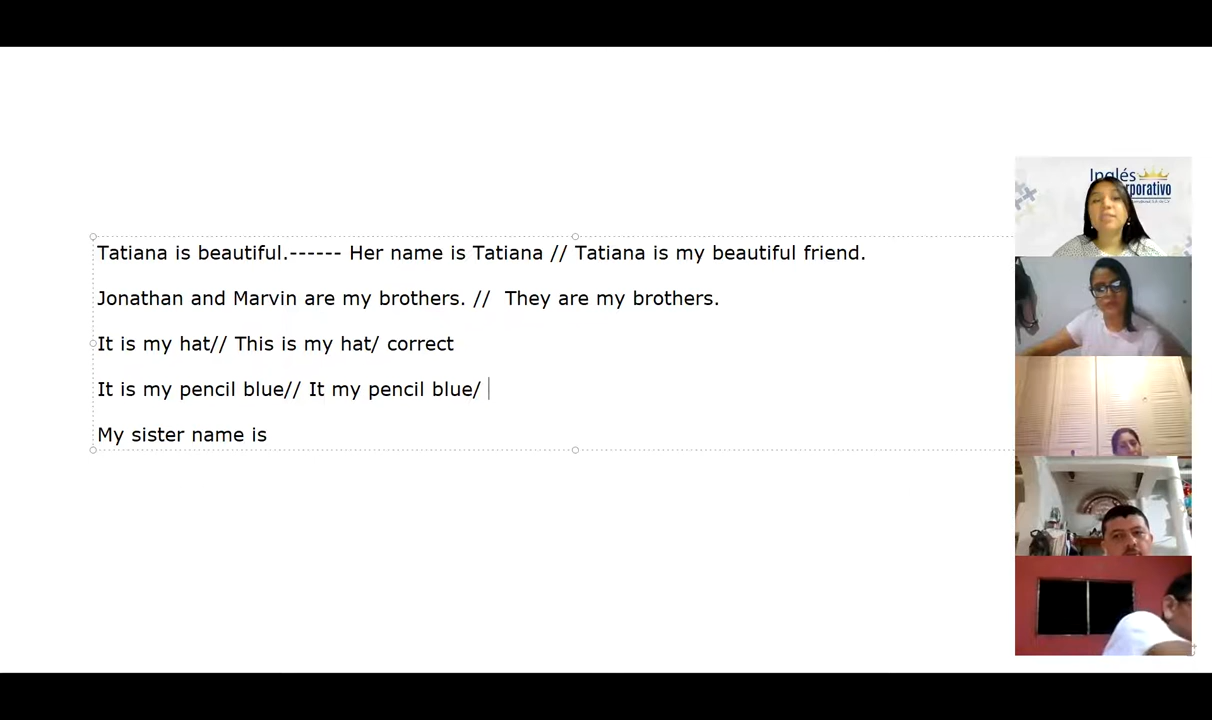 Inglés
rporativo
Tatiana is beautiful.------ Her name is Tatiana // Tatiana is my beautiful friend.
Jonathan and Marvin are my brothers. //  They are my brothers.
It is my hat// This is my hat/ correct
It is my pencil blue// It my pencil blue/
My sister name is